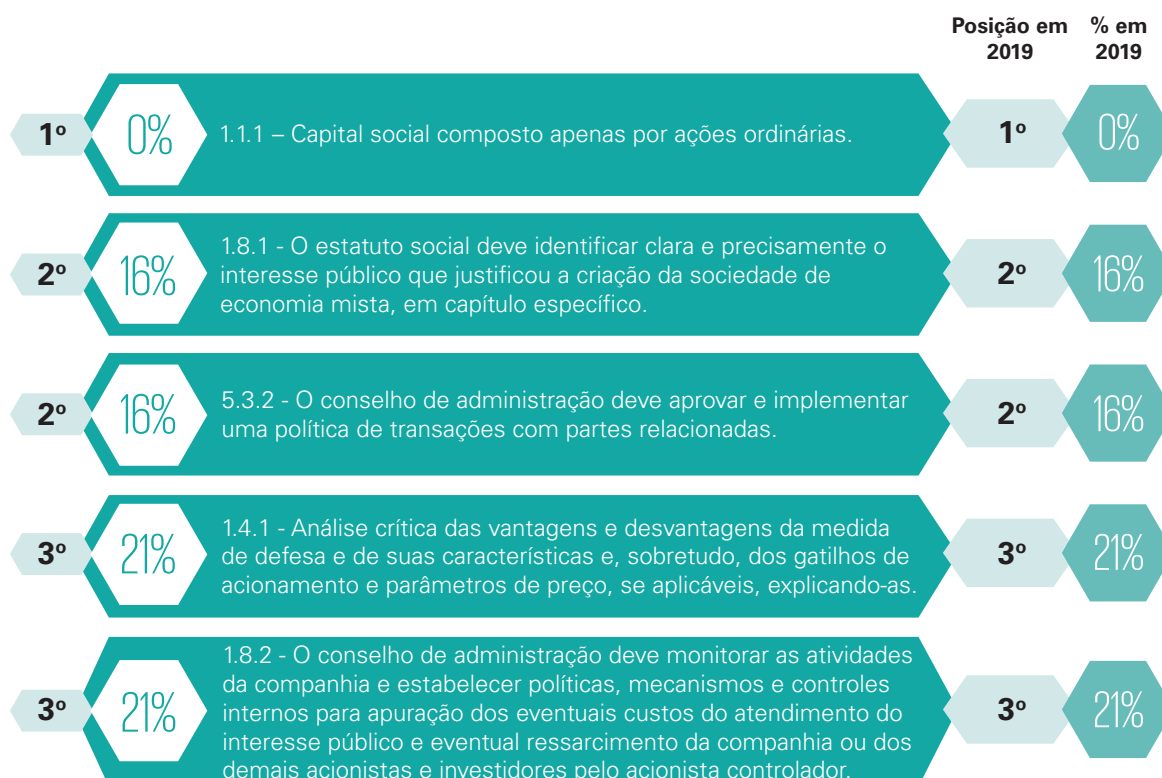 Posição em
2019
% em
2019
1º
0%
1.1.1 – Capital social composto apenas por ações ordinárias.
1º
0%
2º
16%
1.8.1 - O estatuto social deve identificar clara e precisamente o
interesse público que justificou a criação da sociedade de
economia mista, em capítulo específico.
2º
16%
2º
16%
5.3.2 - O conselho de administração deve aprovar e implementar
uma política de transações com partes relacionadas.
2º
16%
3º
21%
1.4.1 - Análise crítica das vantagens e desvantagens da medida
de defesa e de suas características e, sobretudo, dos gatilhos de
acionamento e parâmetros de preço, se aplicáveis, explicando-as.
3º
21%
3º
21%
1.8.2 - O conselho de administração deve monitorar as atividades
da companhia e estabelecer políticas, mecanismos e controles
internos para apuração dos eventuais custos do atendimento do
interesse público e eventual ressarcimento da companhia ou dos
demais acionistas e investidores pelo acionista controlador.
3º
21%